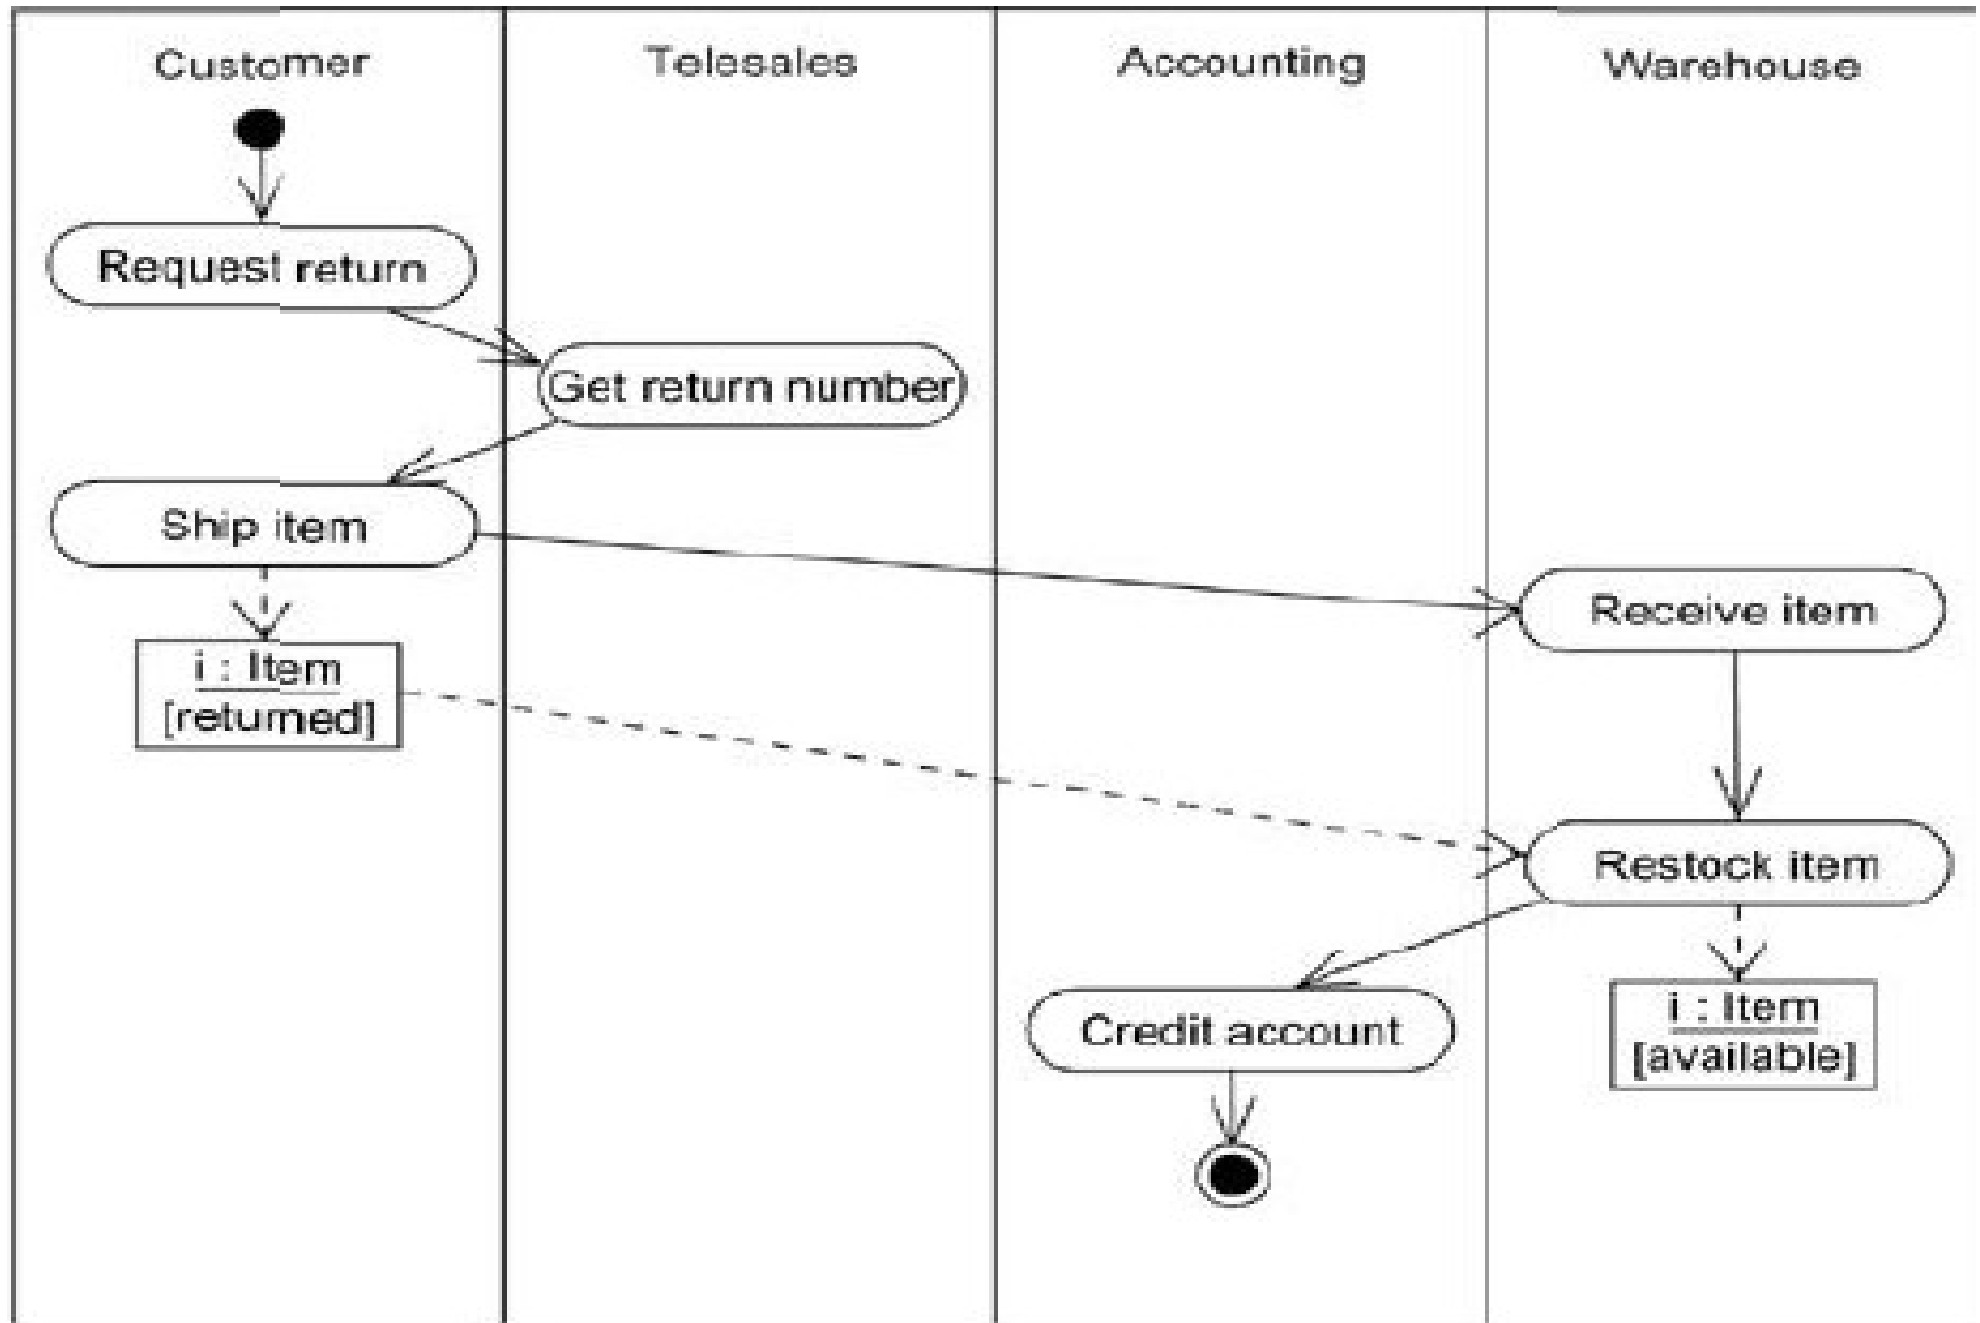 Customer
Telesales
Accounting
Warehouse
Request return
Get return number
Ship item
Receive item
i : Item
[returned]
Restock item
Credit account
i : Item
[available]